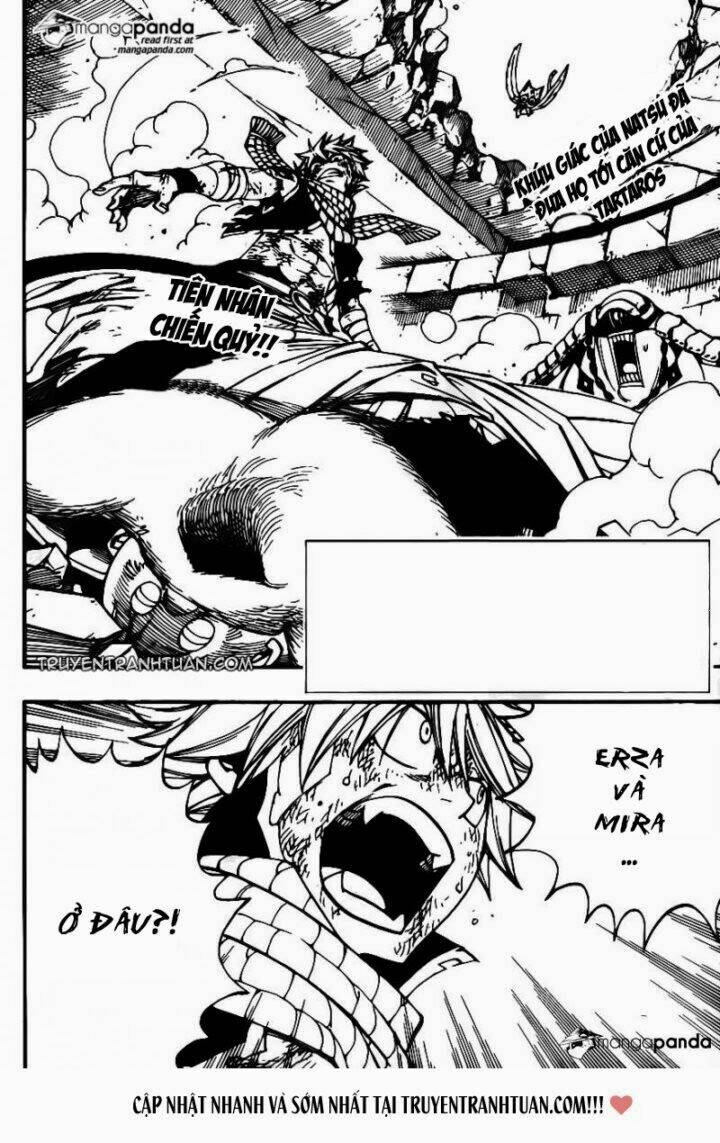 mangapanda
read first at
mangapanda.com
KHỨU GIÁC CỦA NATSU ĐÃ
ĐƯA HỌ TỚI CĂN CỨ CỦA
TARTAROS
TIÊN NHÂN
CHIẾN QUỶ!!
TRUYENTRANHTUAN.COM
ERZA
VÀ
MIRA
...
Ở ĐÂU?!
mangapanda
CẬP NHẬT NHANH VÀ SỚM NHẤT TẠI TRUYENTRANHTUAN.COM!!!